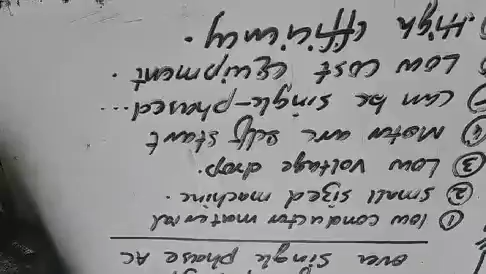 over single phase AC
① low conductor material
② small sized machine.
③ Low voltage drop.
④ Motor are self start
can be single-phased...
Low cost equipment.
High efficiency.